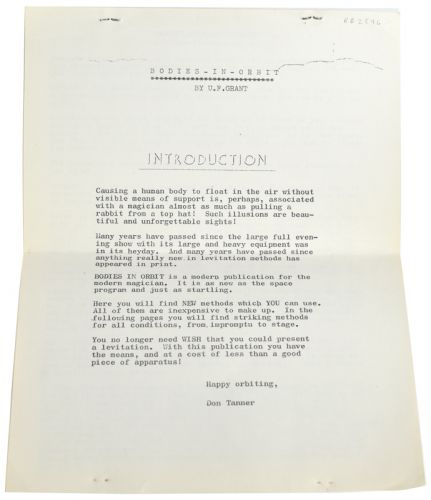 BODIES-IN-ORBIT
BY U.F.GRANT
INTRODUCTION
Causing a human body to float in the air without
visible means of support is, perhaps, associated
with a magician almost as much as pulling a
rabbit from a top hat! Such illusions are beau-
tiful and unforgettable sights!
Many years have passed since the large full even-
ing show with its large and heavy equipment was
in its heyday. And many years have passed since
anything really new in levitation methods has
appeared in print.
BODIES IN ORBIT is a modern publication for the
modern magician. It is as new as the space
program and just as startling.
Here you will find NEW methods which YOU can use.
All of them are inexpensive to make up. In the
following pages you will find striking methods
for all conditions, from impromptu to stage.
You no longer need WISH that you could present
a levitation. With this publication you have
the means, and at a cost of less than a good
piece of apparatus!
Happy orbiting,
Don Tanner